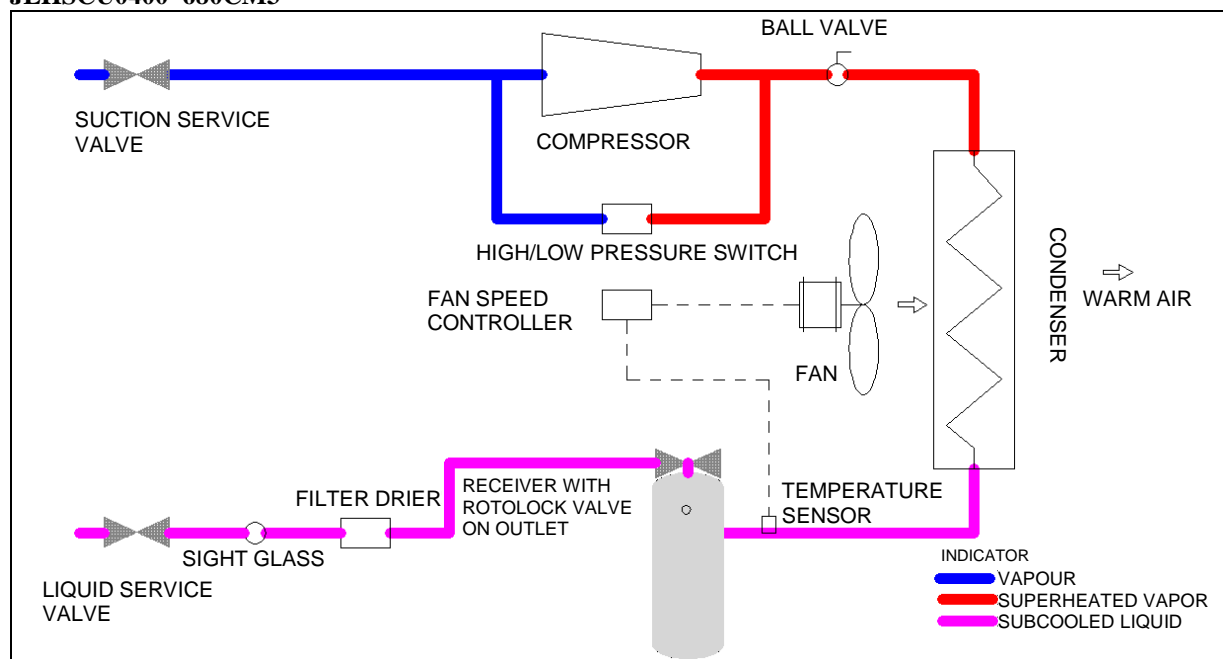 BALL VALVE
SUCTION SERVICE
VALVE
COMPRESSOR
HIGH/LOW PRESSURE SWITCH
FAN SPEED
CONTROLLER
FAN
CONDENSER
WARM AIR
FILTER DRIER
RECEIVER WITH
ROTOLOCK VALVE
ON OUTLET
TEMPERATURE
SENSOR
SIGHT GLASS
LIQUID SERVICE
VALVE
INDICATOR
VAPOUR
SUPERHEATED VAPOR
SUBCOOLED LIQUID